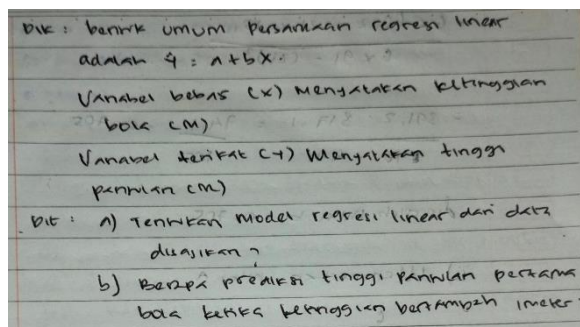 Dik : bentuk umum persamaan regresi linear
adalah ŷ = a+bx.
Variabel bebas (x) menyatakan ketinggian
bola (M)
Variabel terikat (Y) menyatakan tinggi
pantulan (M)
Dit : a) Tentukan model regresi linear dari data
disajikan ?
b) Berapa prediksi tinggi pantulan pertama
bola ketika ketinggian bertambah 1 meter.